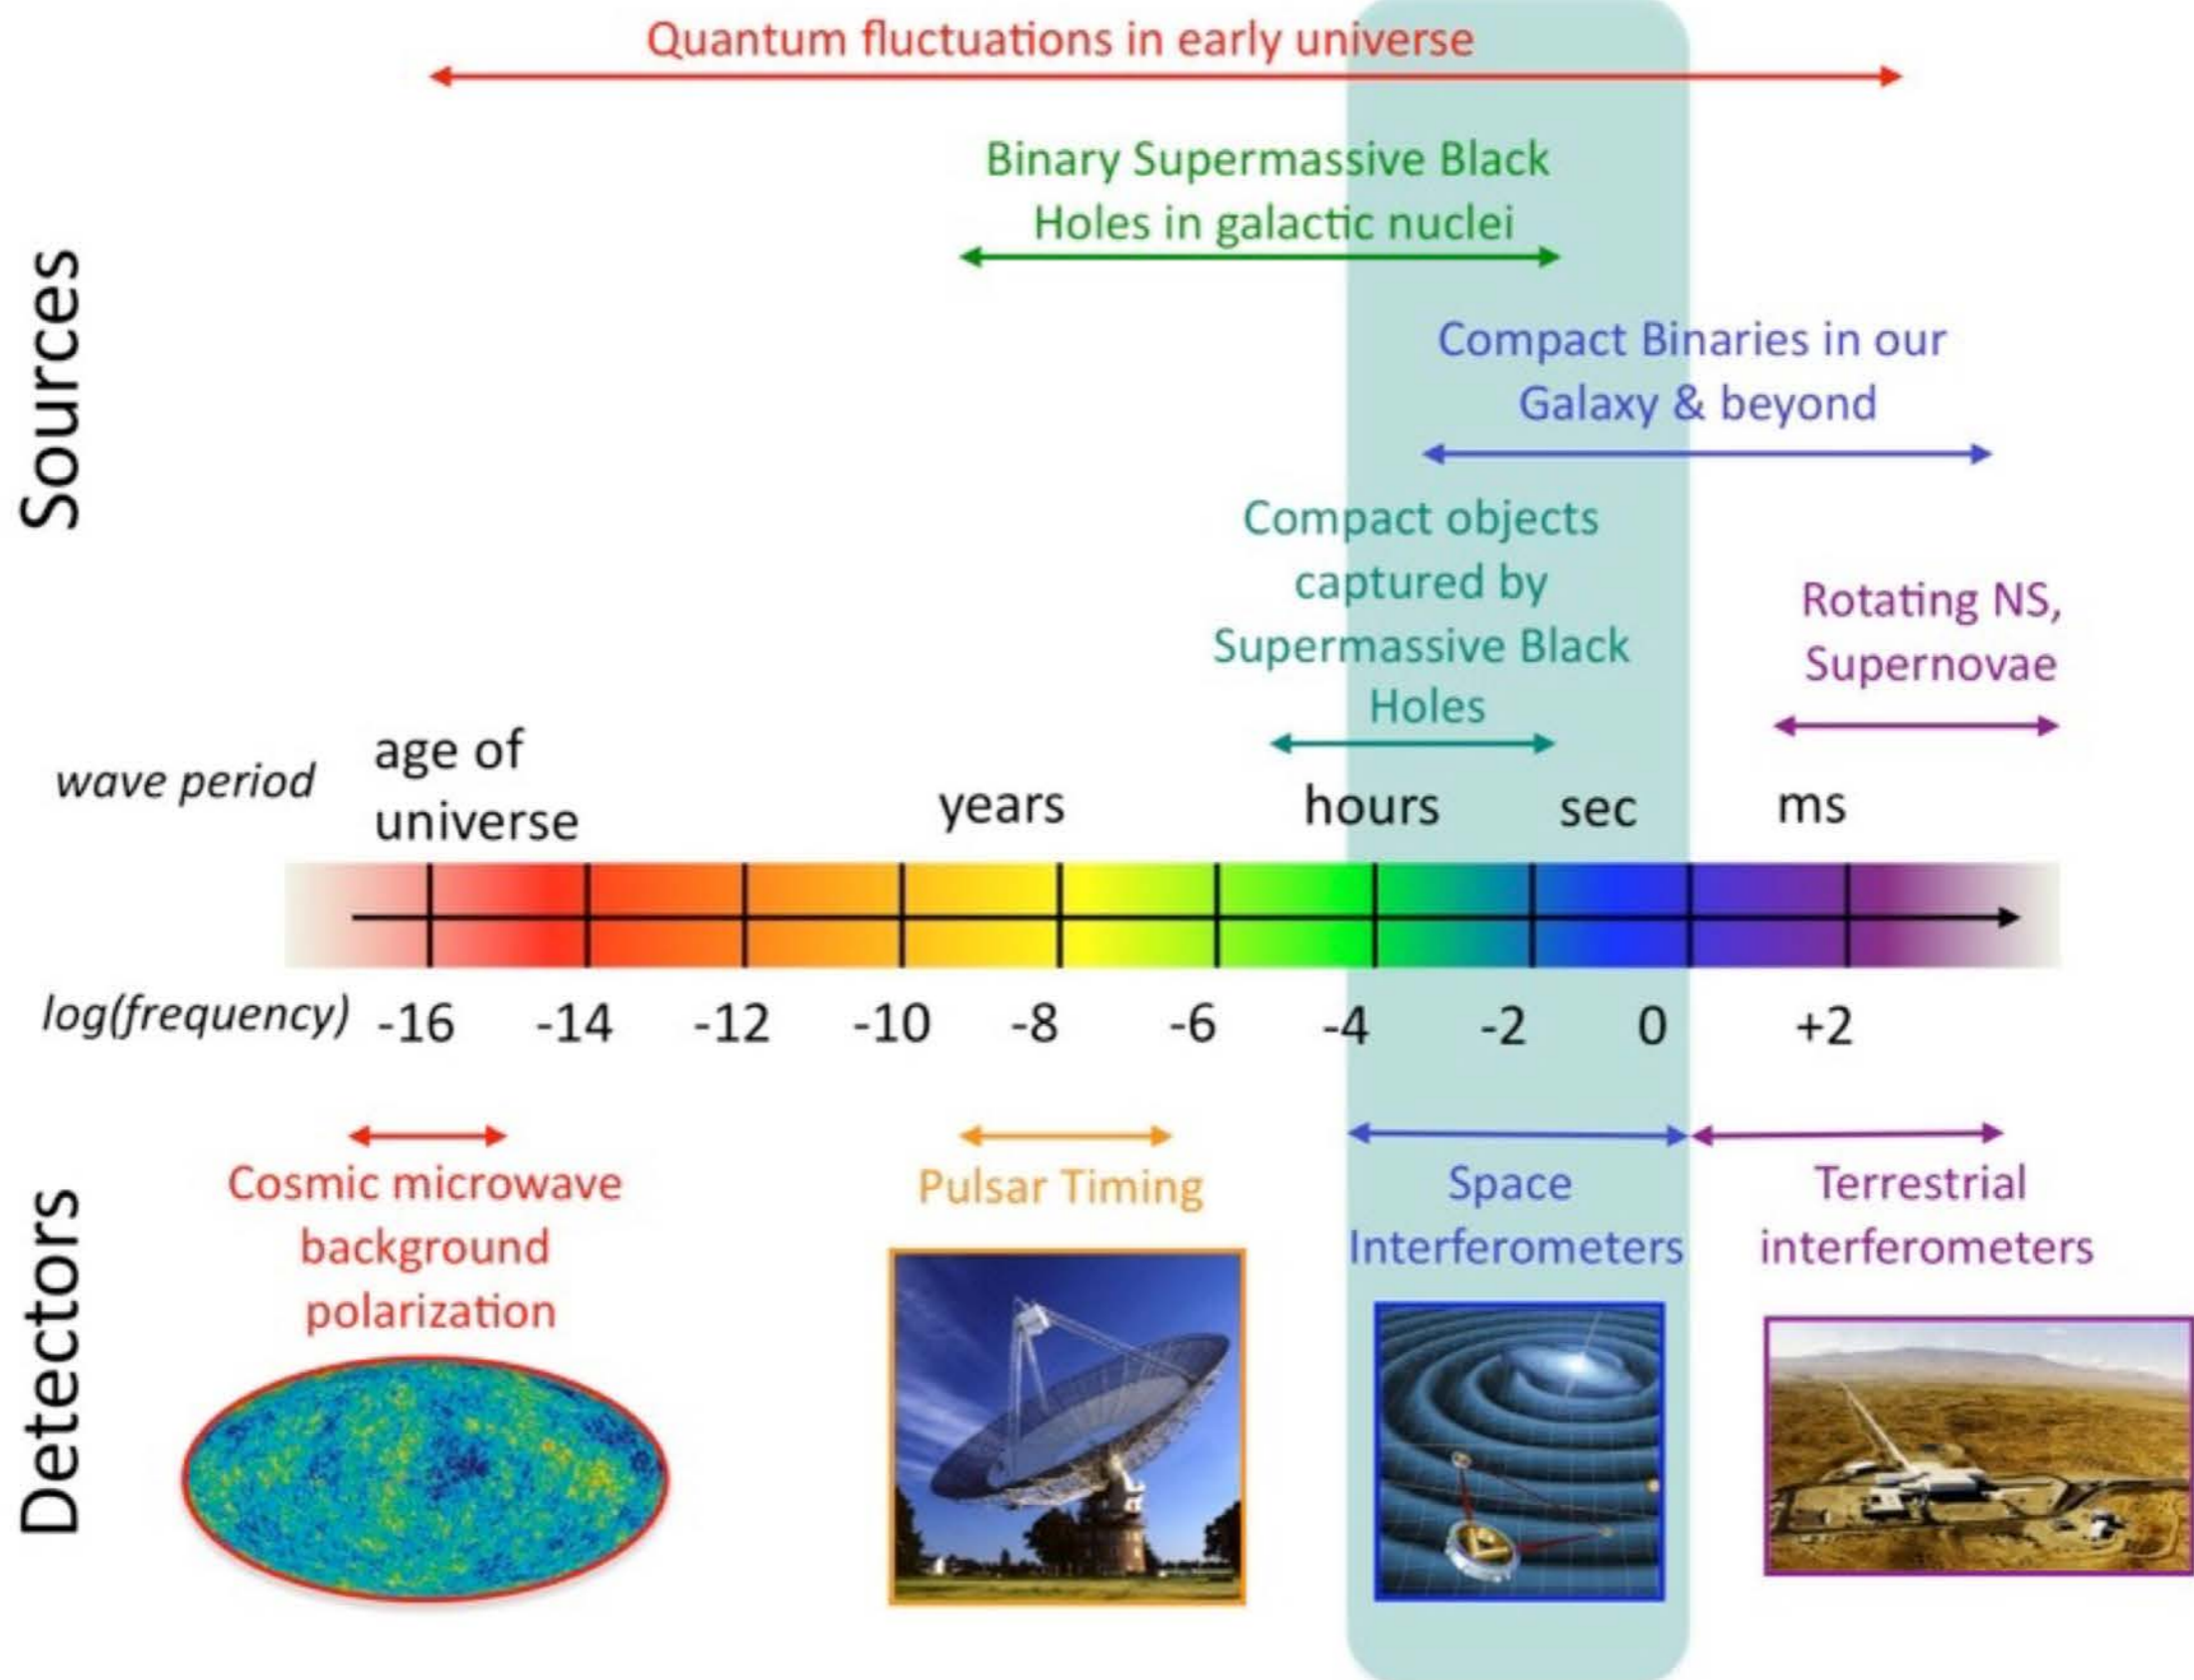 Quantum fluctuations in early universe
Binary Supermassive Black
Holes in galactic nuclei
Sources
Compact Binaries in our
Galaxy & beyond
Compact objects
captured by
Supermassive Black
Holes
Rotating NS,
Supernovae
wave period
age of
universe
years
hours
sec
ms
log(frequency)
-16 -14 -12 -10 -8 -6 -4 -2 0 +2
Detectors
Cosmic microwave
background
polarization
Pulsar Timing
Space
Interferometers
Terrestrial
interferometers